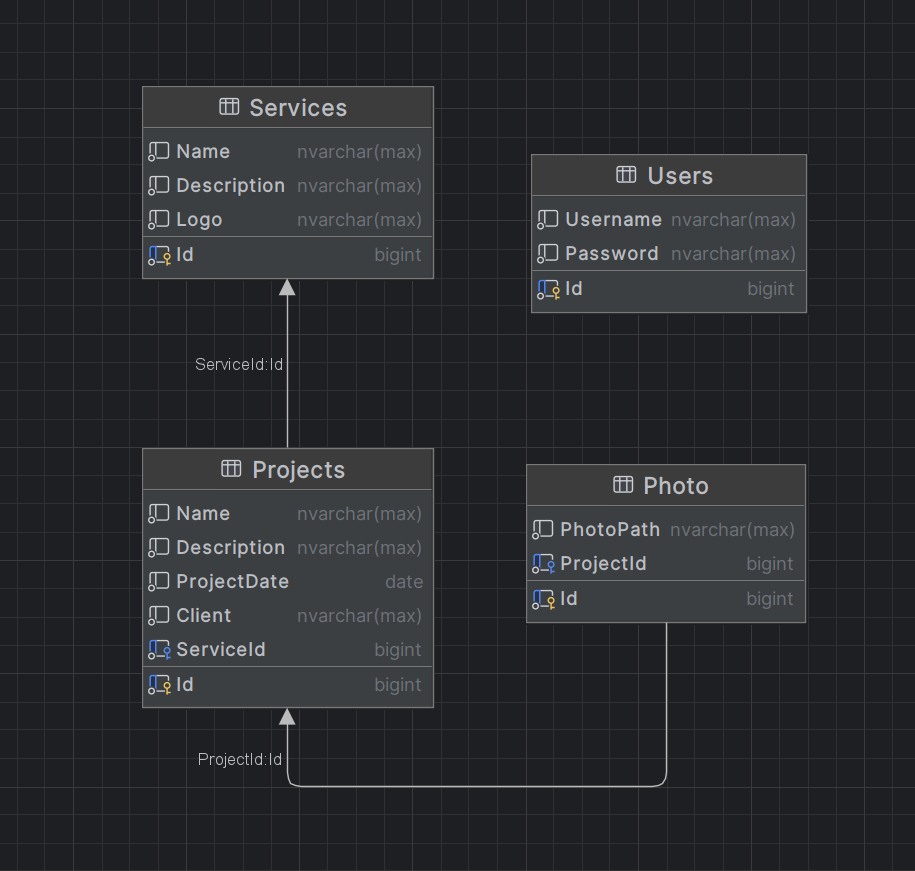 Services
Name nvarchar(max)
Description nvarchar(max)
Logo nvarchar(max)
Id bigint
Users
Username nvarchar(max)
Password nvarchar(max)
Id bigint
ServiceId:Id
Projects
Name nvarchar(max)
Description nvarchar(max)
ProjectDate date
Client nvarchar(max)
ServiceId bigint
Id bigint
Photo
PhotoPath nvarchar(max)
ProjectId bigint
Id bigint
ProjectId:Id